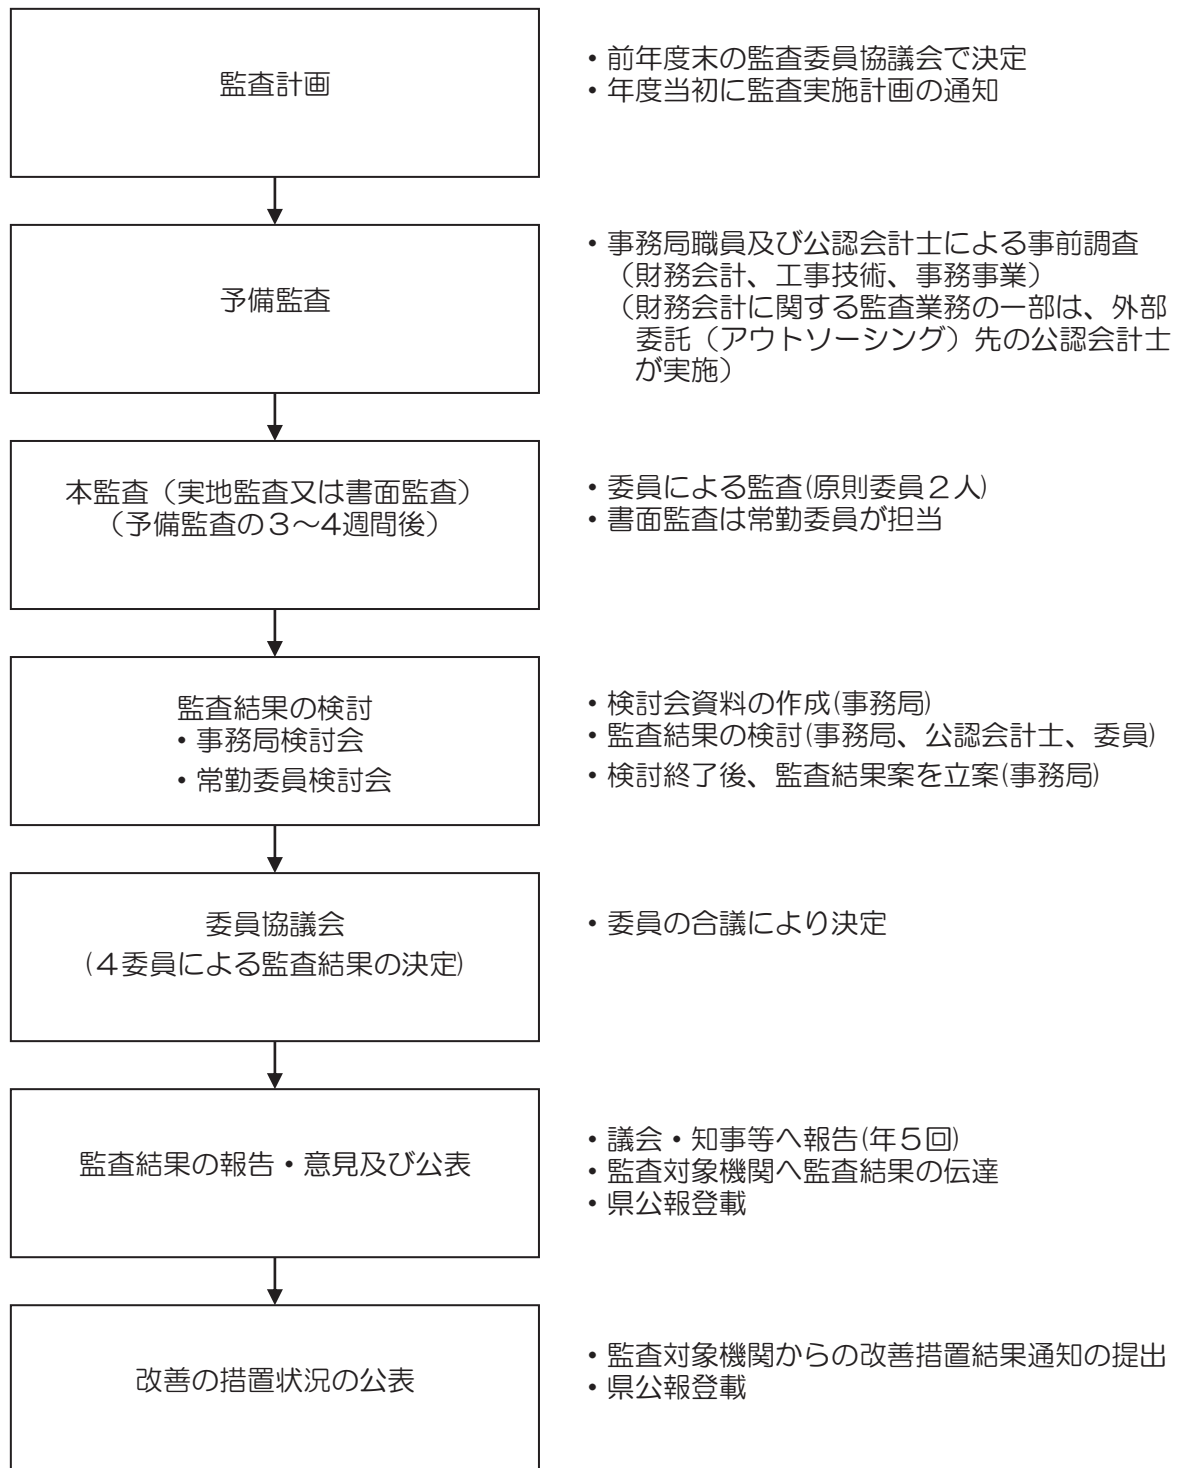 監査計画
・前年度末の監査委員協議会で決定
・年度当初に監査実施計画の通知
予備監査
・事務局職員及び公認会計士による事前調査
（財務会計、工事技術、事務事業）
（財務会計に関する監査業務の一部は、外部
委託（アウトソーシング）先の公認会計士
が実施）
本監査（実地監査又は書面監査）
（予備監査の３～４週間後）
・委員による監査(原則委員２人)
・書面監査は常勤委員が担当
監査結果の検討
・事務局検討会
・常勤委員検討会
・検討会資料の作成(事務局)
・監査結果の検討(事務局、公認会計士、委員)
・検討終了後、監査結果案を立案(事務局)
委員協議会
(４委員による監査結果の決定)
・委員の合議により決定
監査結果の報告・意見及び公表
・議会・知事等へ報告(年５回)
・監査対象機関へ監査結果の伝達
・県公報登載
改善の措置状況の公表
・監査対象機関からの改善措置結果通知の提出
・県公報登載